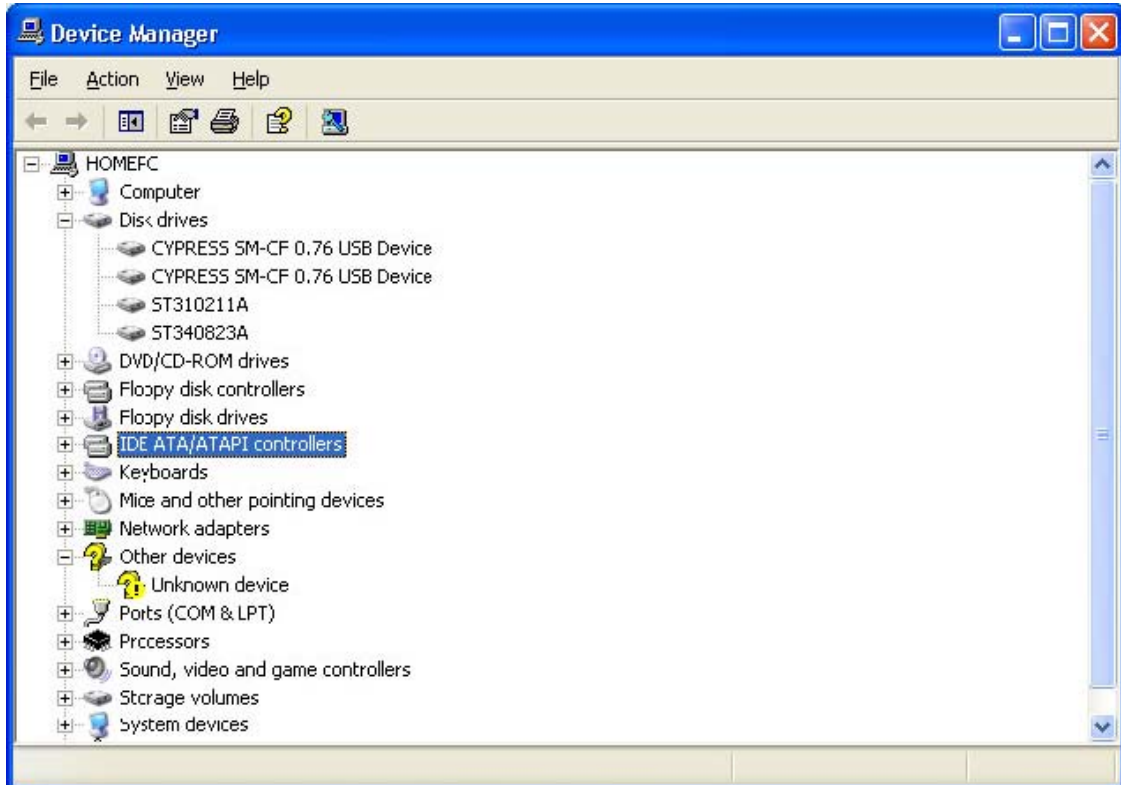 Device Manager
File Action View Help
HOMEPC
Computer
Disk drives
CYPRESS SM-CF 0.76 USB Device
CYPRESS SM-CF 0.76 USB Device
ST310211A
ST340823A
DVD/CD-ROM drives
Floppy disk controllers
Floppy disk drives
IDE ATA/ATAPI controllers
Keyboards
Mice and other pointing devices
Network adapters
Other devices
Unknown device
Ports (COM & LPT)
Processors
Sound, video and game controllers
Storage volumes
System devices